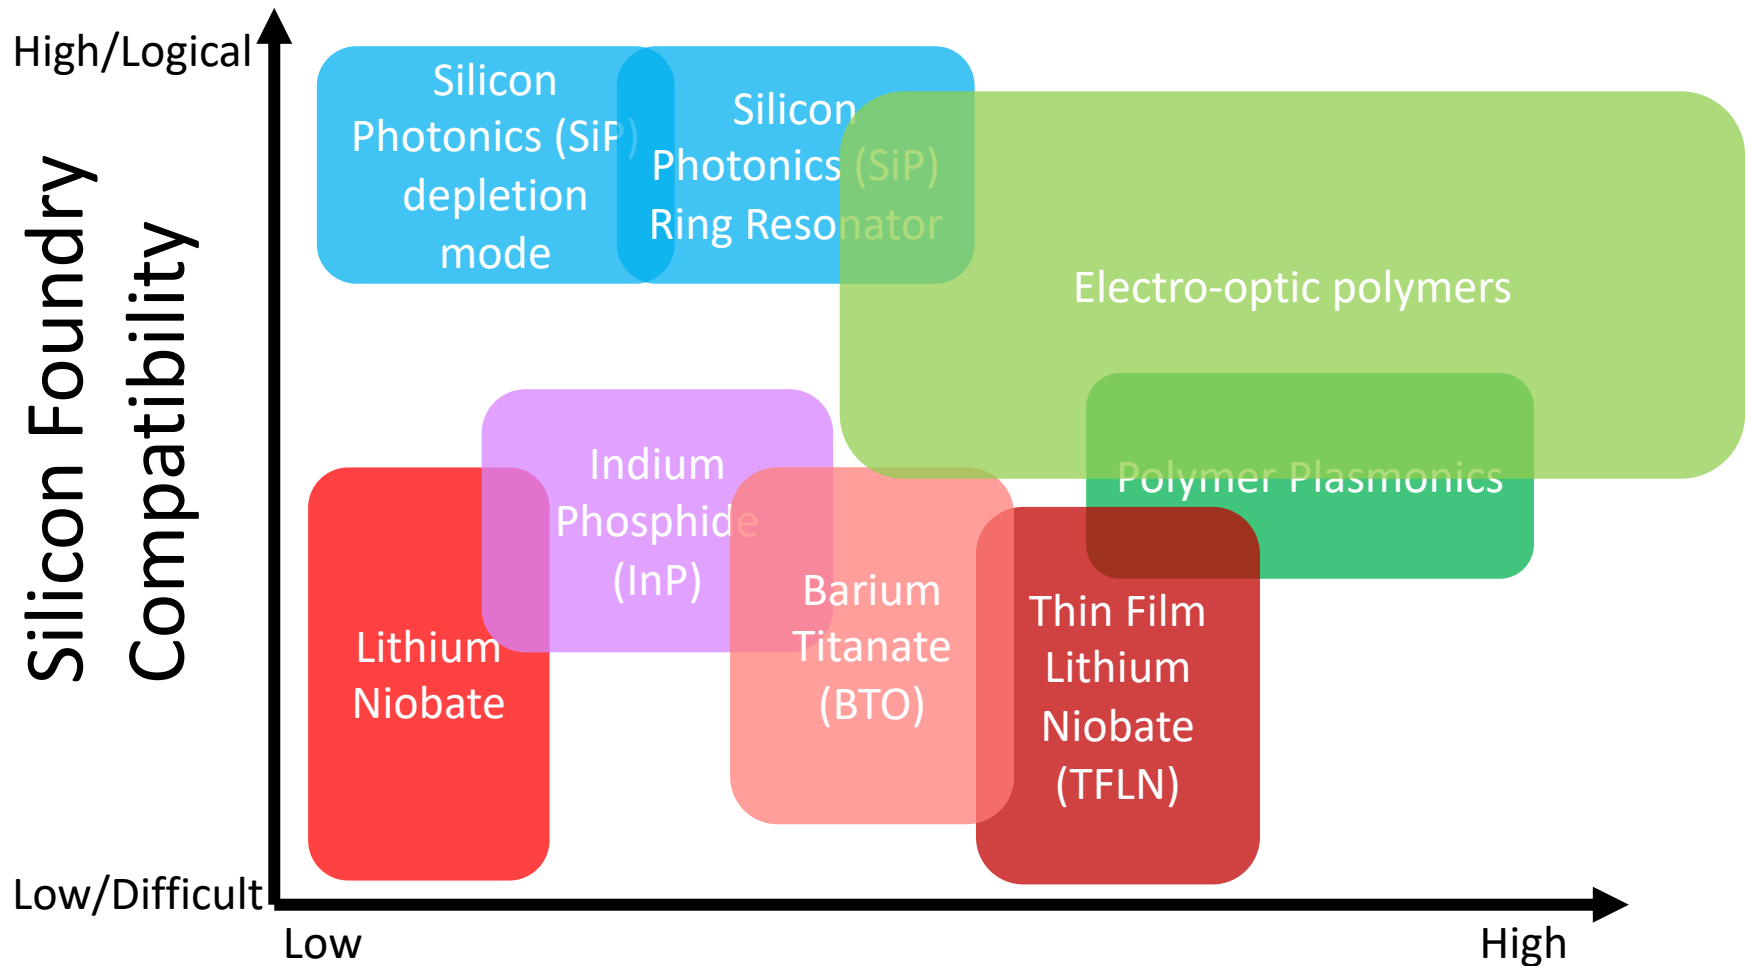 High/Logical
Silicon Foundry
Compatibility
Low/Difficult
Silicon
Photonics (SiP)
depletion
mode
Silicon
Photonics (SiP)
Ring Resonator
Electro-optic polymers
Indium
Phosphide
(InP)
Polymer Plasmonics
Lithium
Niobate
Barium
Titanate
(BTO)
Thin Film
Lithium
Niobate
(TFLN)
Low
High